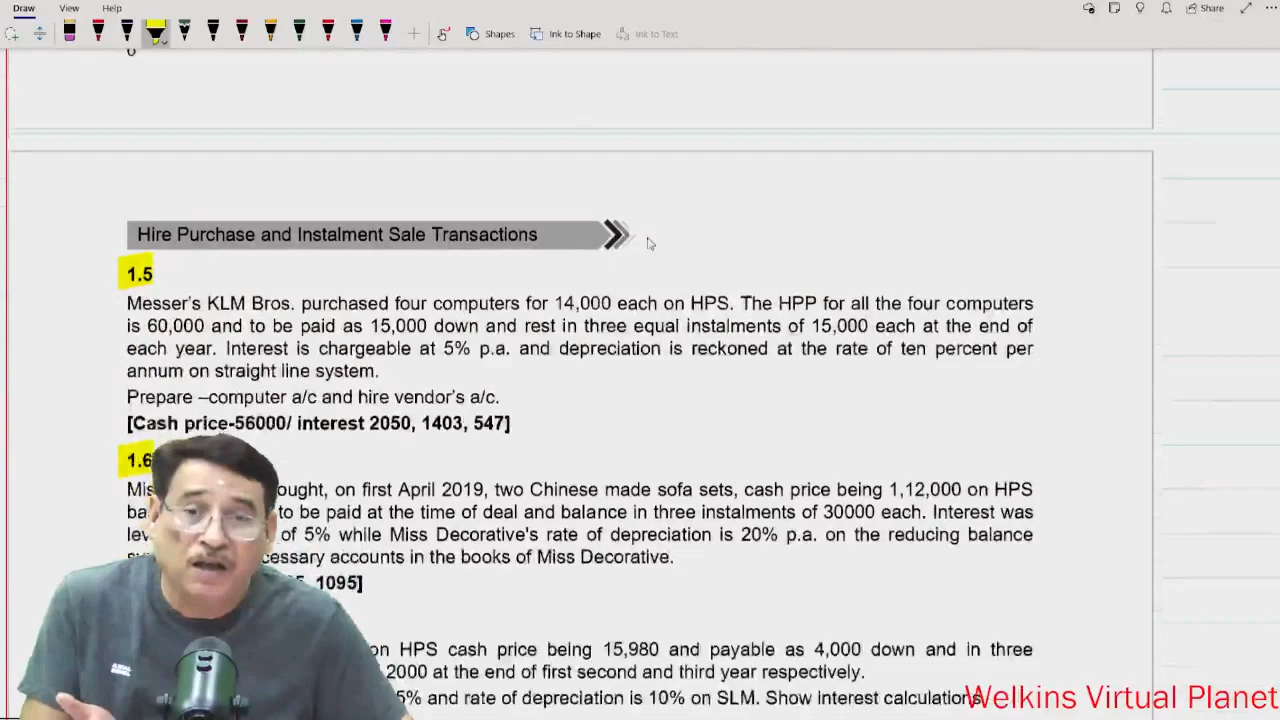 Draw View Help Share
Shapes Ink to Shape Ink to Text
6
Hire Purchase and Instalment Sale Transactions
1.5
Messer's KLM Bros. purchased four computers for 14,000 each on HPS. The HPP for all the four computers
is 60,000 and to be paid as 15,000 down and rest in three equal instalments of 15,000 each at the end of
each year. Interest is chargeable at 5% p.a. and depreciation is reckoned at the rate of ten percent per
annum on straight line system.
Prepare –computer a/c and hire vendor's a/c.
[Cash price-56000/ interest 2050, 1403, 547]
1.6
on first April 2019, two Chinese made sofa sets, cash price being 1,12,000 on HPS
to be paid at the time of deal and balance in three instalments of 30000 each. Interest was
of 5% while Miss Decorative's rate of depreciation is 20% p.a. on the reducing balance
accounts in the books of Miss Decorative.
1095]
on HPS cash price being 15,980 and payable as 4,000 down and in three
2000 at the end of first second and third year respectively.
5% and rate of depreciation is 10% on SLM. Show interest calculations
Welkins Virtual Planet